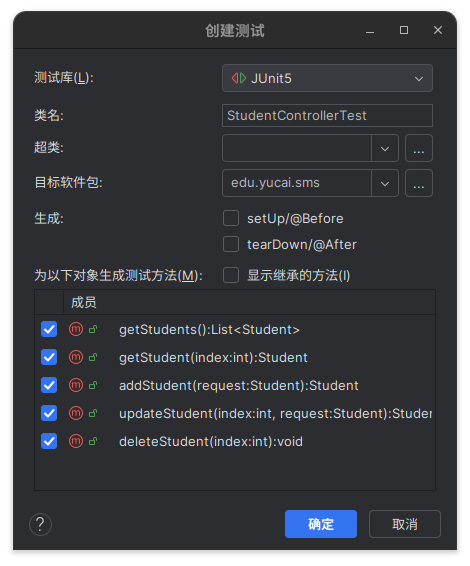 创建测试
测试库(L): JUnit5
类名: StudentControllerTest
超类: ...
目标软件包: edu.yucai.sms ...
生成: setUp/@Before
tearDown/@After
为以下对象生成测试方法(M): 显示继承的方法(I)
成员
m getStudents():List<Student>
m getStudent(index:int):Student
m addStudent(request:Student):Student
m updateStudent(index:int, request:Student):Studen
m deleteStudent(index:int):void
? 确定 取消